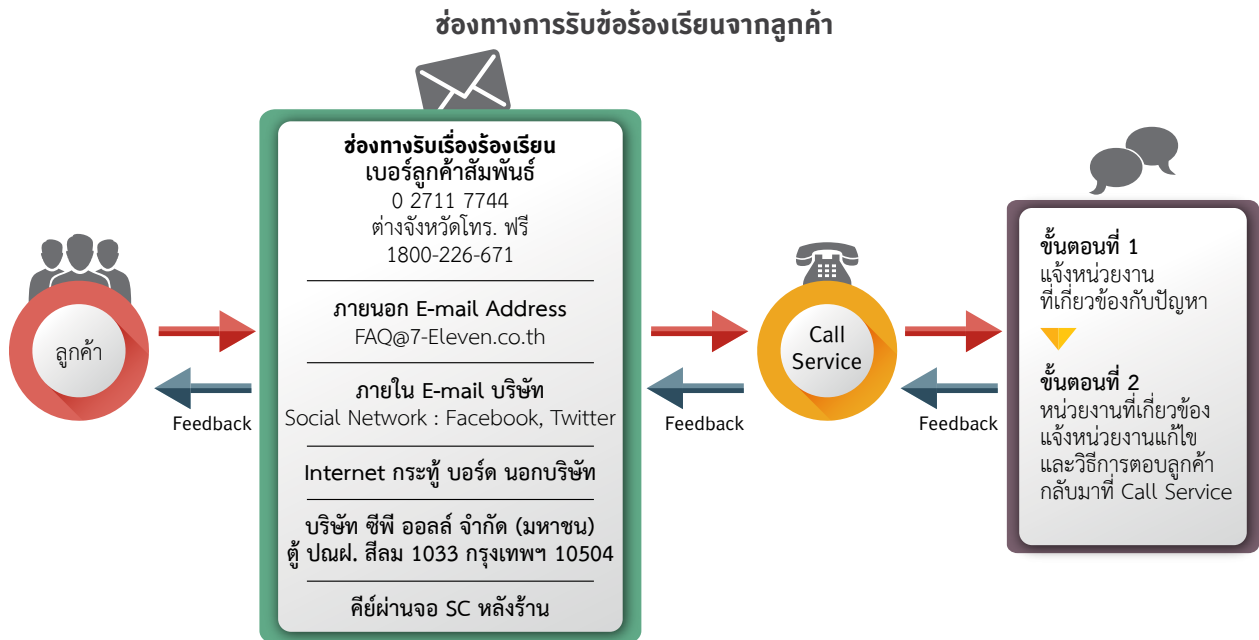 ช่องทางการรับข้อร้องเรียนจากลูกค้า
ลูกค้า
Feedback
ช่องทางรับเรื่องร้องเรียน
เบอร์ลูกค้าสัมพันธ์
0 2711 7744
ต่างจังหวัดโทร. ฟรี
1800-226-671
ภายนอก E-mail Address
FAQ@7-Eleven.co.th
ภายใน E-mail บริษัท
Social Network : Facebook, Twitter
Internet กระทู้ บอร์ด นอกบริษัท
บริษัท ซีพี ออลล์ จำกัด (มหาชน)
ตู้ ปณฝ. สีลม 1033 กรุงเทพฯ 10504
คีย์ผ่านจอ SC หลังร้าน
Feedback
Call
Service
Feedback
ขั้นตอนที่ 1
แจ้งหน่วยงาน
ที่เกี่ยวข้องกับปัญหา
ขั้นตอนที่ 2
หน่วยงานที่เกี่ยวข้อง
แจ้งหน่วยงานแก้ไข
และวิธีการตอบลูกค้า
กลับมาที่ Call Service